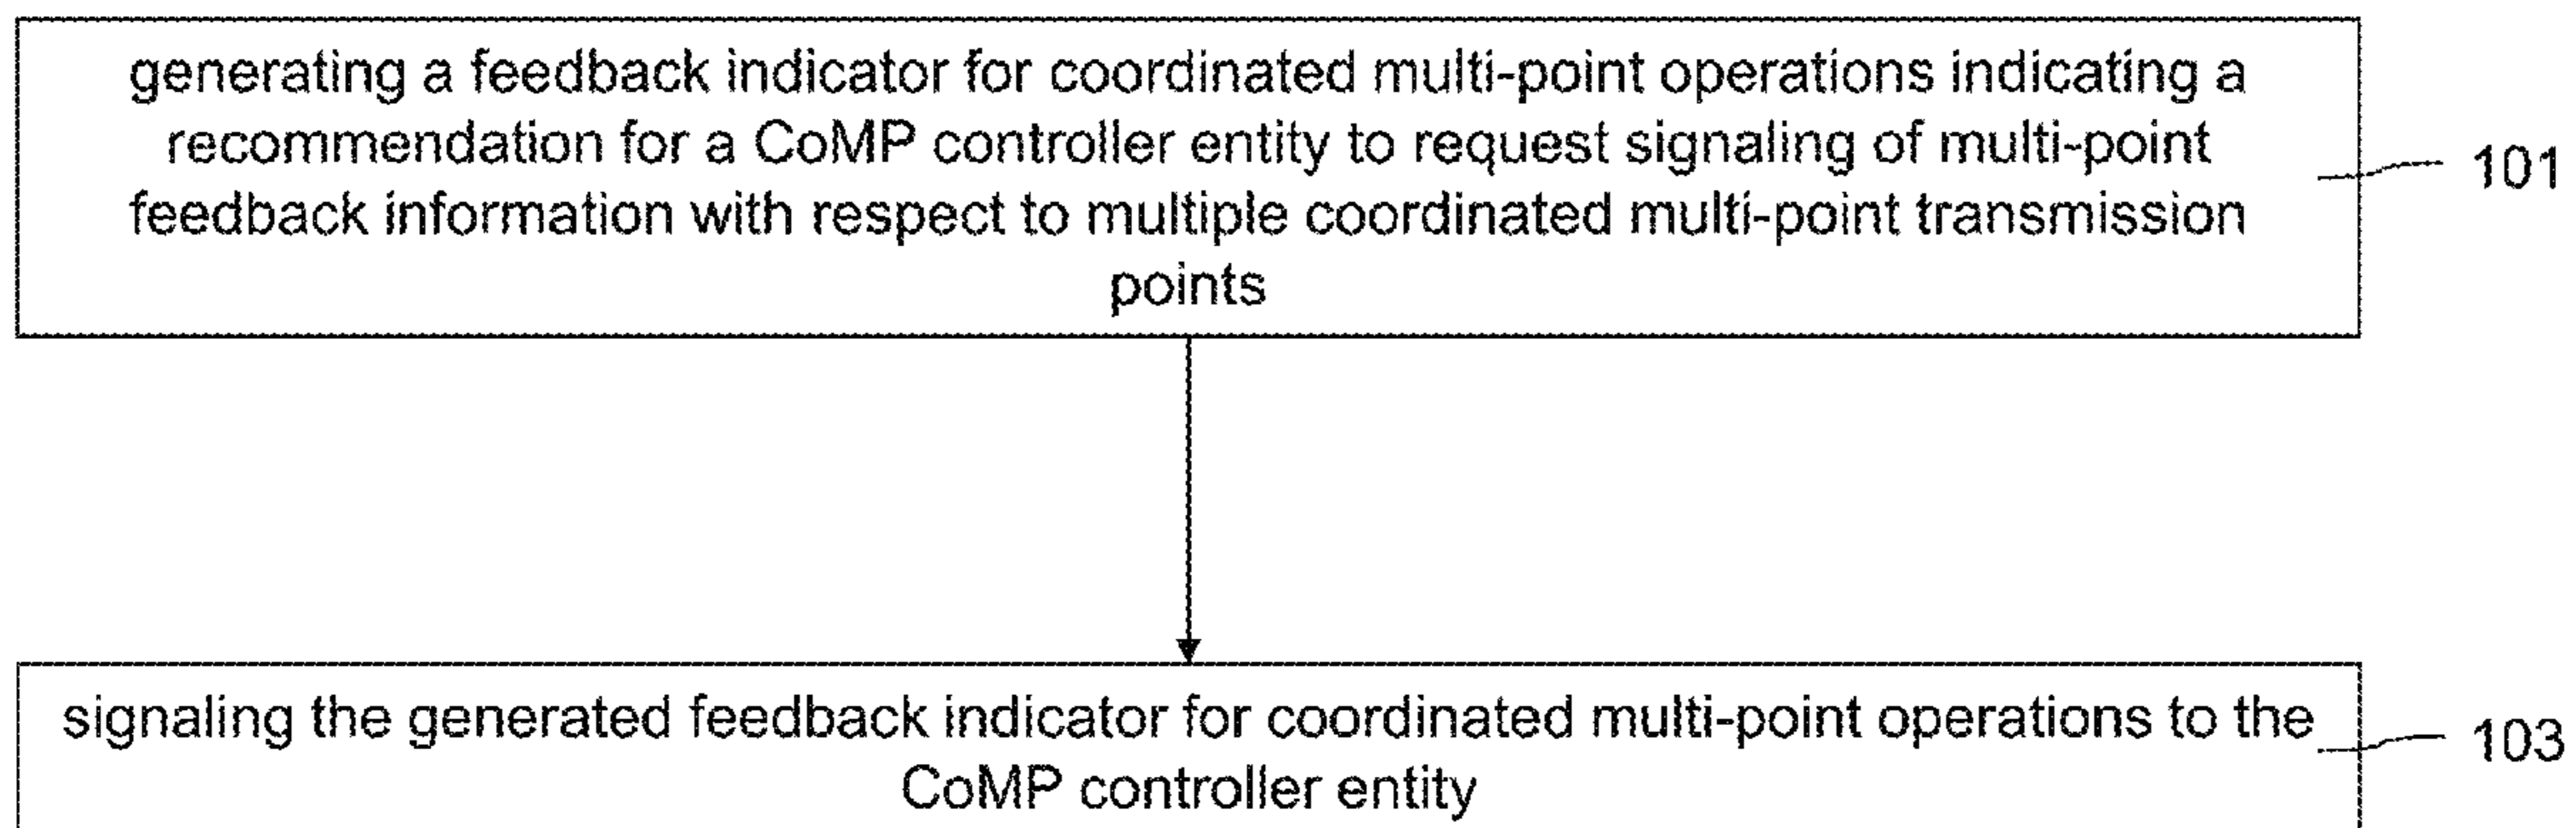 generating a feedback indicator for coordinated multi-point operations indicating a
recommendation for a CoMP controller entity to request signaling of multi-point
feedback information with respect to multiple coordinated multi-point transmission
points
101
signaling the generated feedback indicator for coordinated multi-point operations to the
CoMP controller entity
103